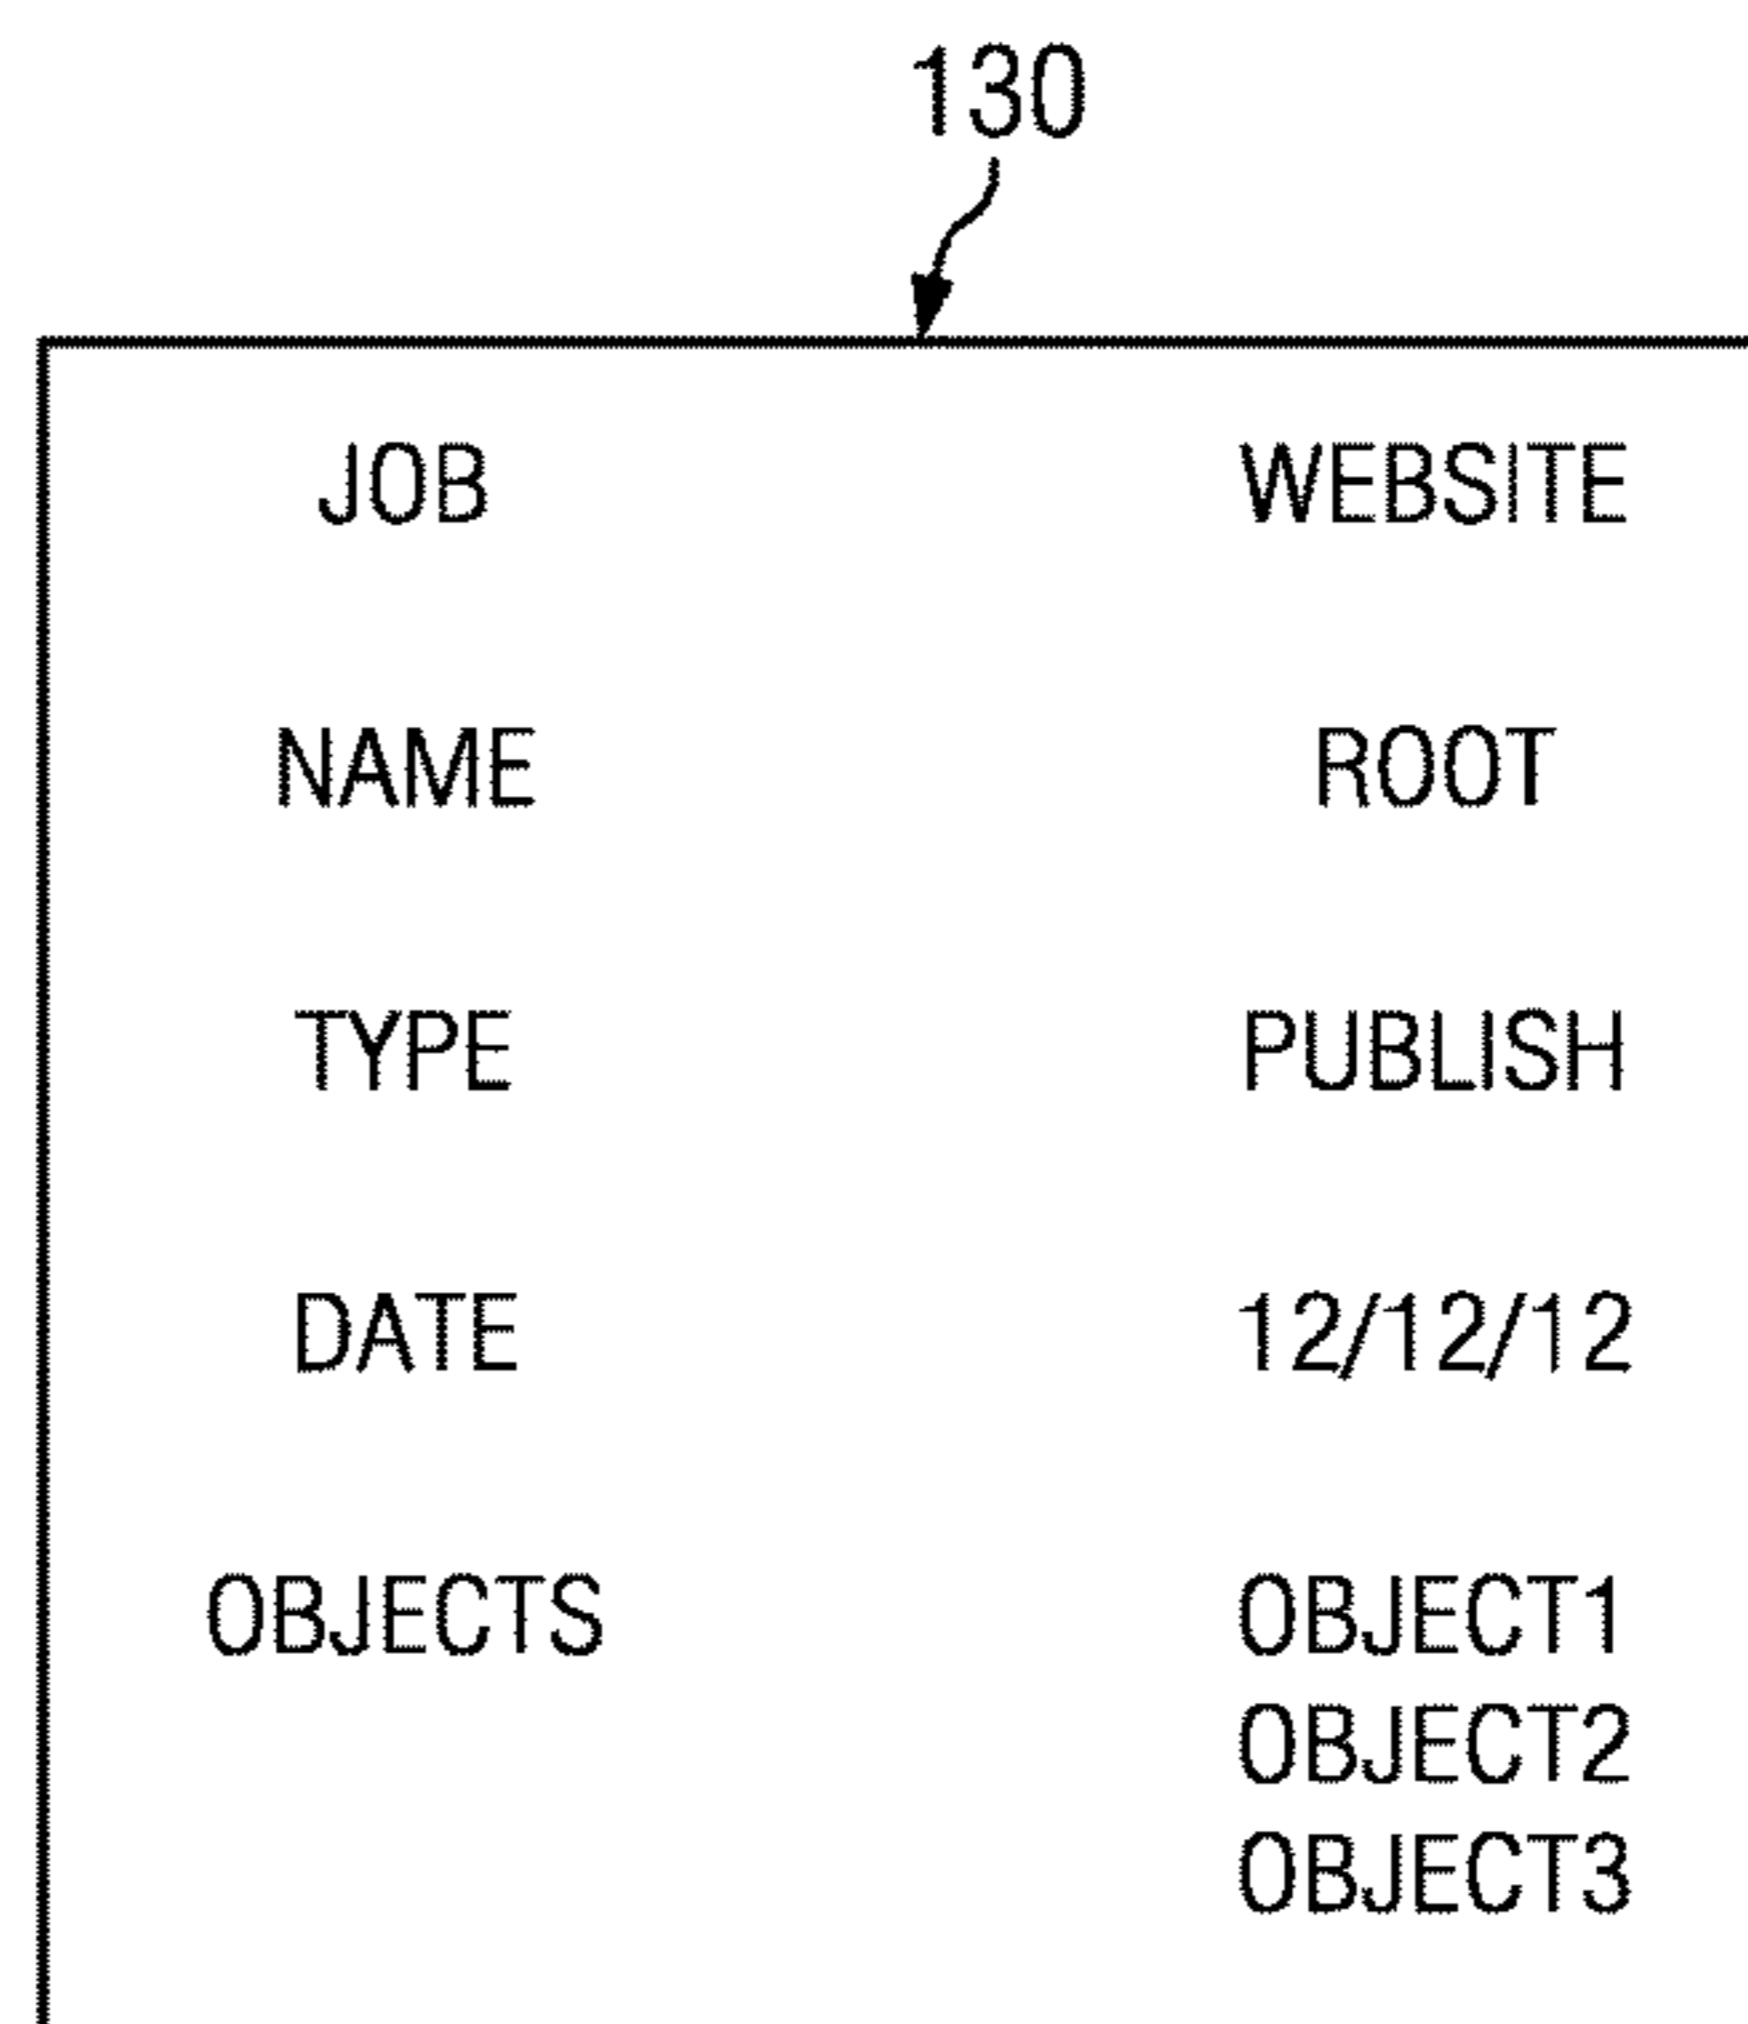 130
JOB WEBSITE
NAME ROOT
TYPE PUBLISH
DATE 12/12/12
OBJECTS OBJECT1
OBJECT2
OBJECT3